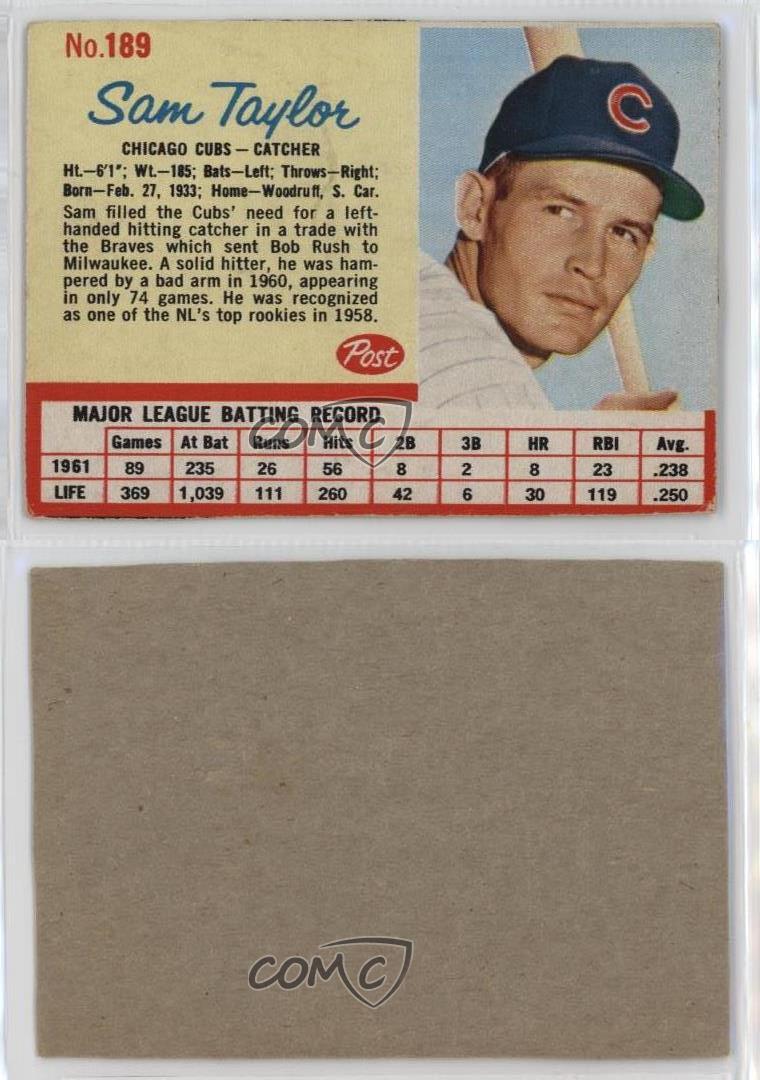 No.189
Sam Taylor
CHICAGO CUBS — CATCHER
Ht.—6'1"; Wt.—185; Bats—Left; Throws—Right;
Born—Feb. 27, 1933; Home—Woodruff, S. Car.
Sam filled the Cubs' need for a left-
handed hitting catcher in a trade with
the Braves which sent Bob Rush to
Milwaukee. A solid hitter, he was ham-
pered by a bad arm in 1960, appearing
in only 74 games. He was recognized
as one of the NL's top rookies in 1958.
Post
C
MAJOR LEAGUE BATTING RECORD
Games At Bat Runs Hits 2B 3B HR RBI Avg.
1961 89 235 26 56 8 2 8 23 .238
LIFE 369 1,039 111 260 42 6 30 119 .250
COMC
COMC